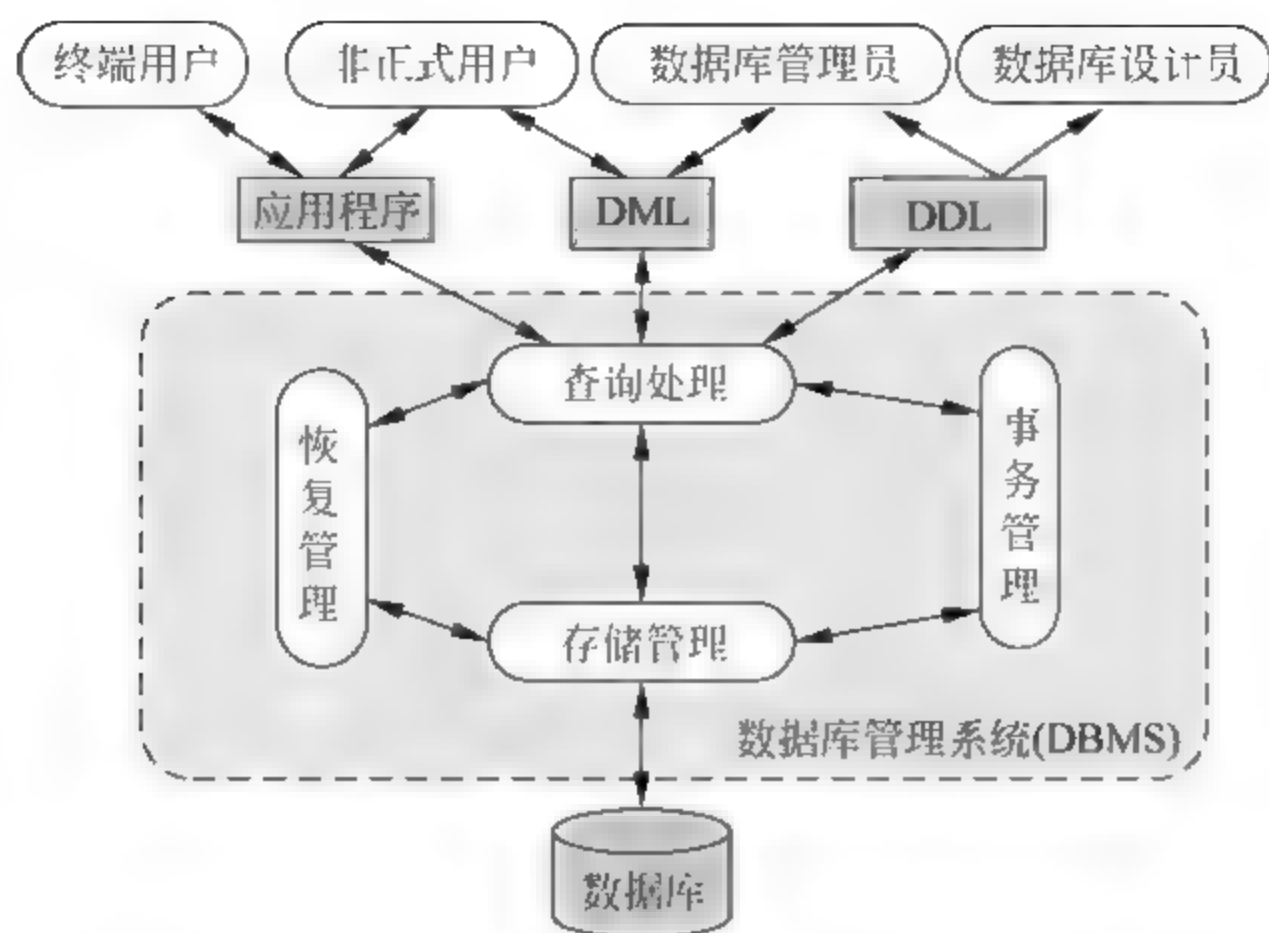 终端用户
非正式用户
数据库管理员
数据库设计员
应用程序
DML
DDL
查询处理
恢复管理
事务管理
存储管理
数据库管理系统(DBMS)
数据库